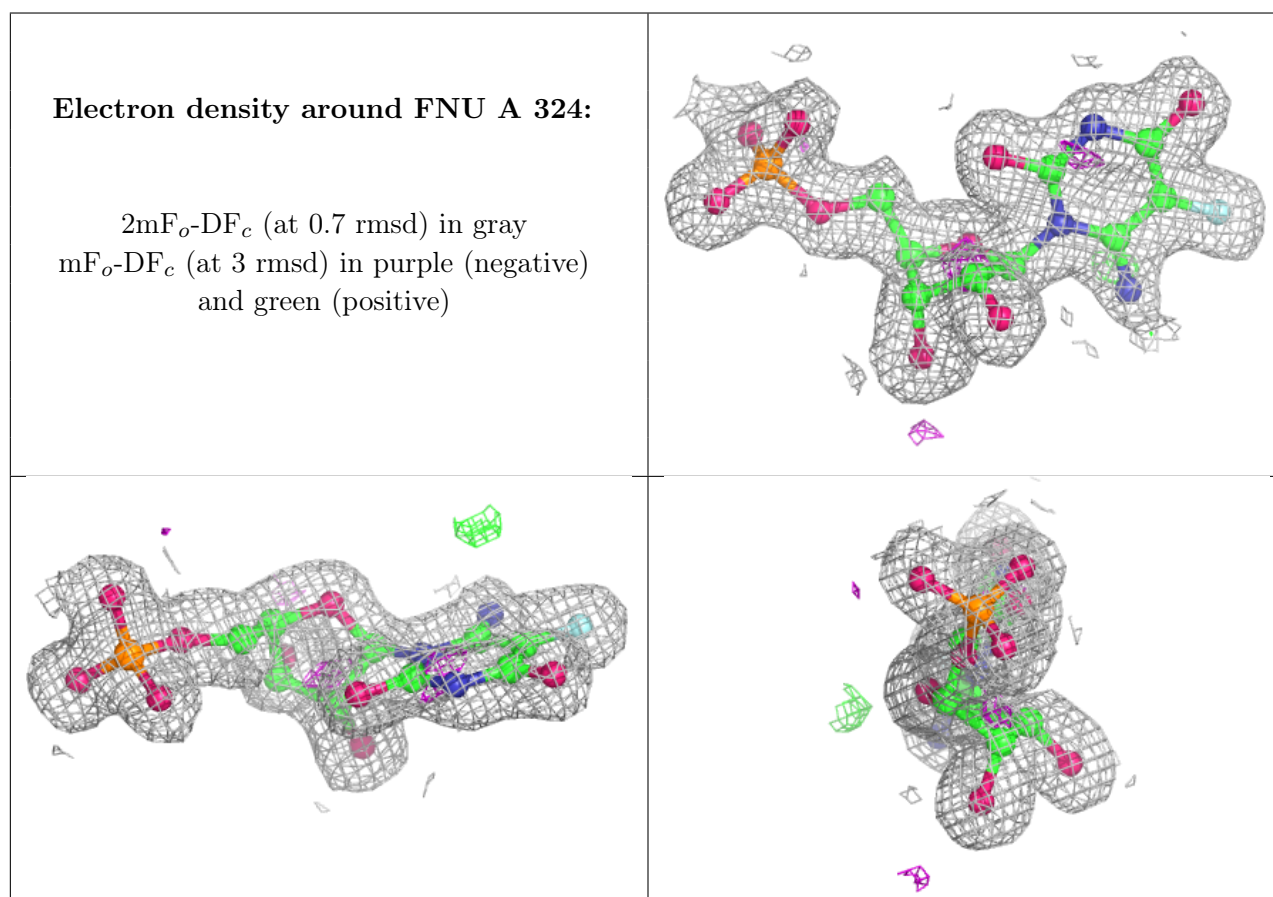 Electron density around FNU A 324:
2mFo-DFc (at 0.7 rmsd) in gray
mFo-DFc (at 3 rmsd) in purple (negative)
and green (positive)